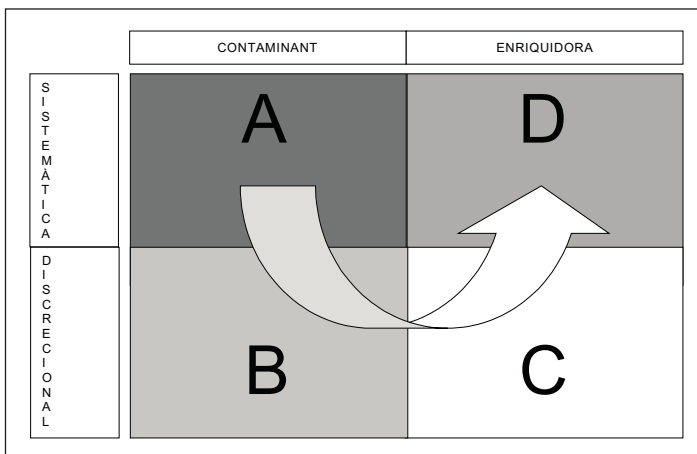 CONTAMINANT
ENRIQUIDORA
SISTEMÀTICA
A
D
DISCRECIONAL
B
C